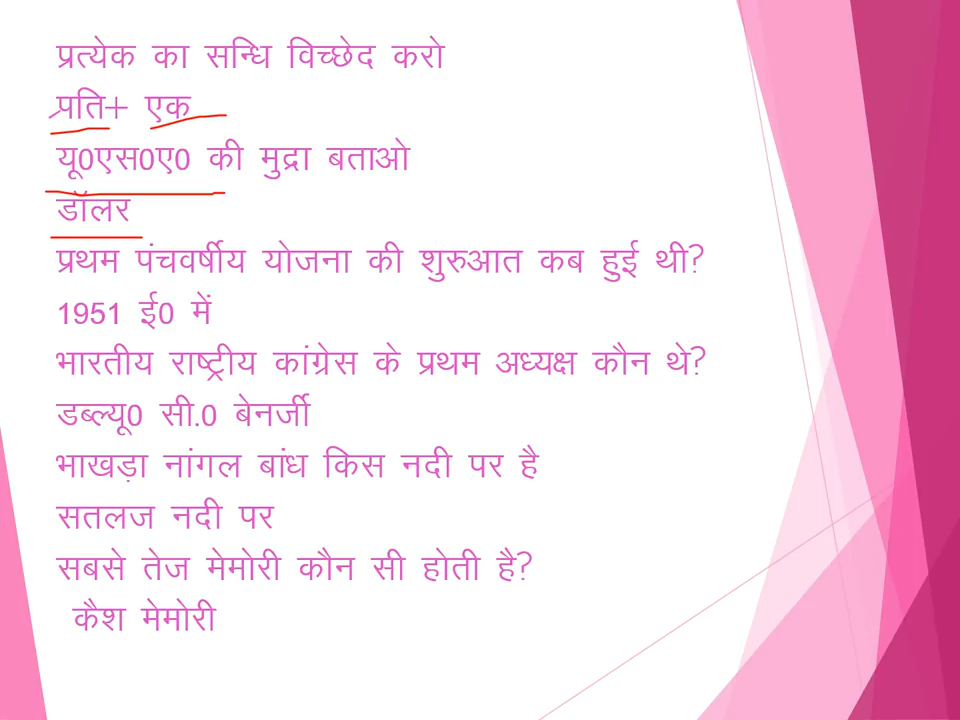 प्रत्येक का सन्धि विच्छेद करो
प्रति+ एक
यू0एस0ए0 की मुद्रा बताओ
डॉलर
प्रथम पंचवर्षीय योजना की शुरुआत कब हुई थी?
1951 ई0 में
भारतीय राष्ट्रीय कांग्रेस के प्रथम अध्यक्ष कौन थे?
डब्ल्यू0 सी.0 बेनर्जी
भाखड़ा नांगल बांध किस नदी पर है
सतलज नदी पर
सबसे तेज मेमोरी कौन सी होती है?
कैश मेमोरी